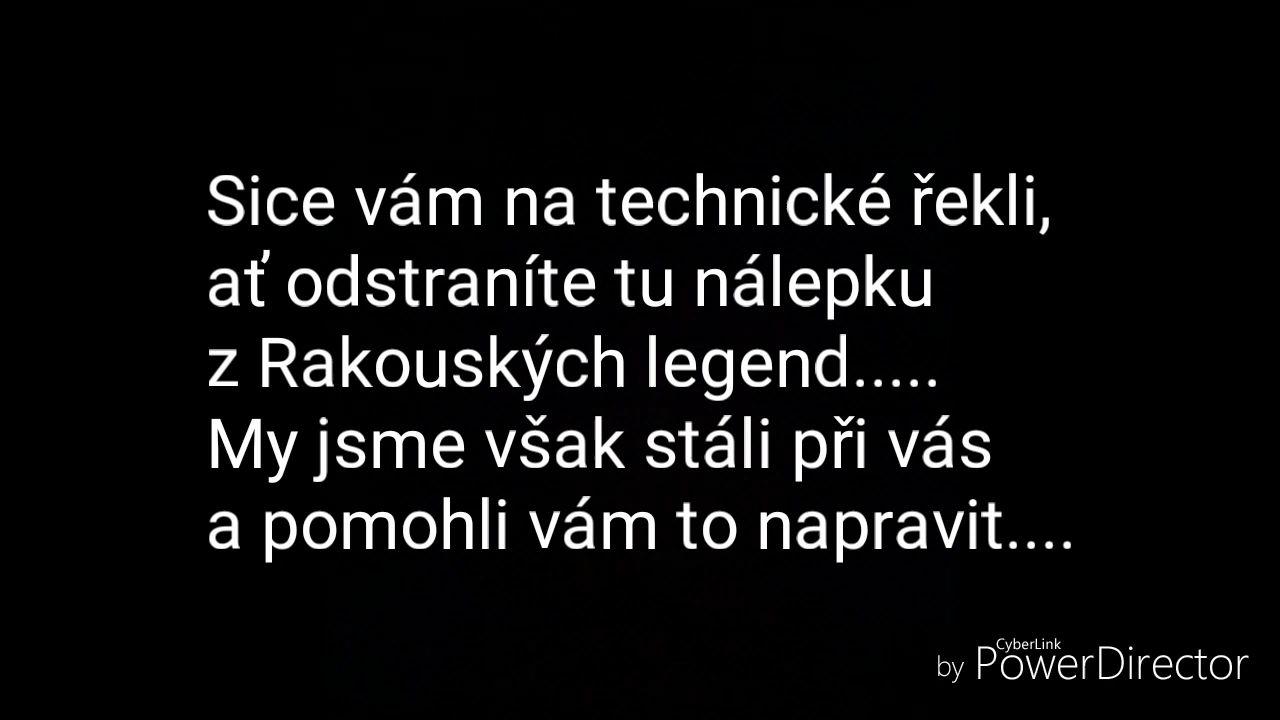 Sice vám na technické řekli,
ať odstraníte tu nálepku
z Rakouských legend.....
My jsme však stáli při vás
a pomohli vám to napravit....
CyberLink
by PowerDirector